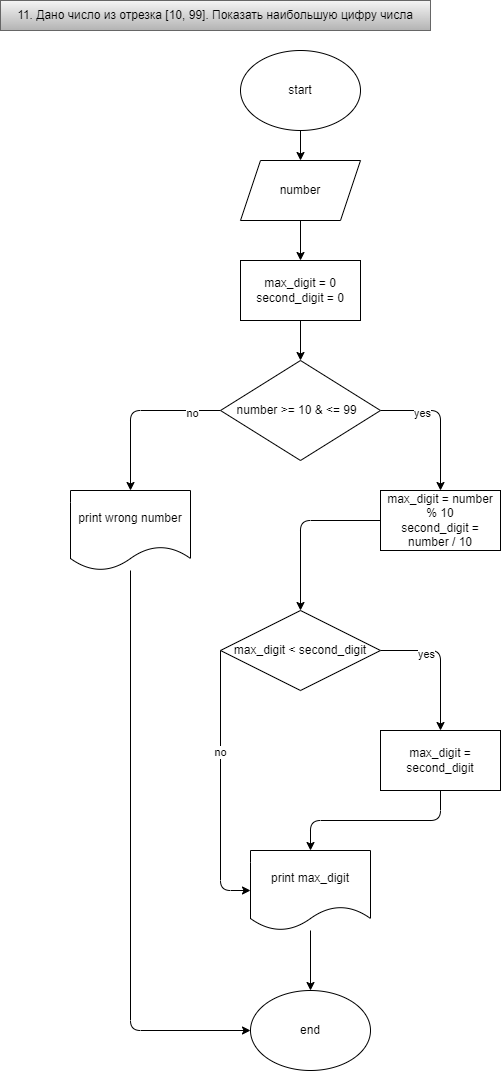 11. Дано число из отрезка [10, 99]. Показать наибольшую цифру числа
start
number
max_digit = 0
second_digit = 0
number >= 10 & <= 99
no
yes
print wrong number
max_digit = number
% 10
second_digit =
number / 10
max_digit < second_digit
yes
no
max_digit =
second_digit
print max_digit
end